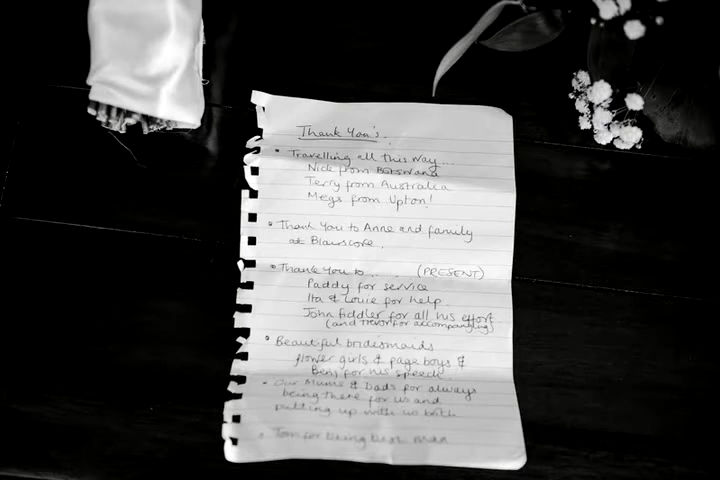 Thank You's.
• Travelling all this way...
Nick from Botswana
Terry from Australia
Megs from Upton!
• Thank You to Anne and family
at Blairscove.
• Thank You to ..... (PRESENT)
Paddy for service
Ita & Louie for help.
John Fiddler for all his effort
(and Trevor for accompanying)
• Beautiful bridesmaids
flower girls & page boys &
Benj for his speech.
• Our Mums & Dads for always
being there for us and
putting up with us both
• Tom for being Best Man